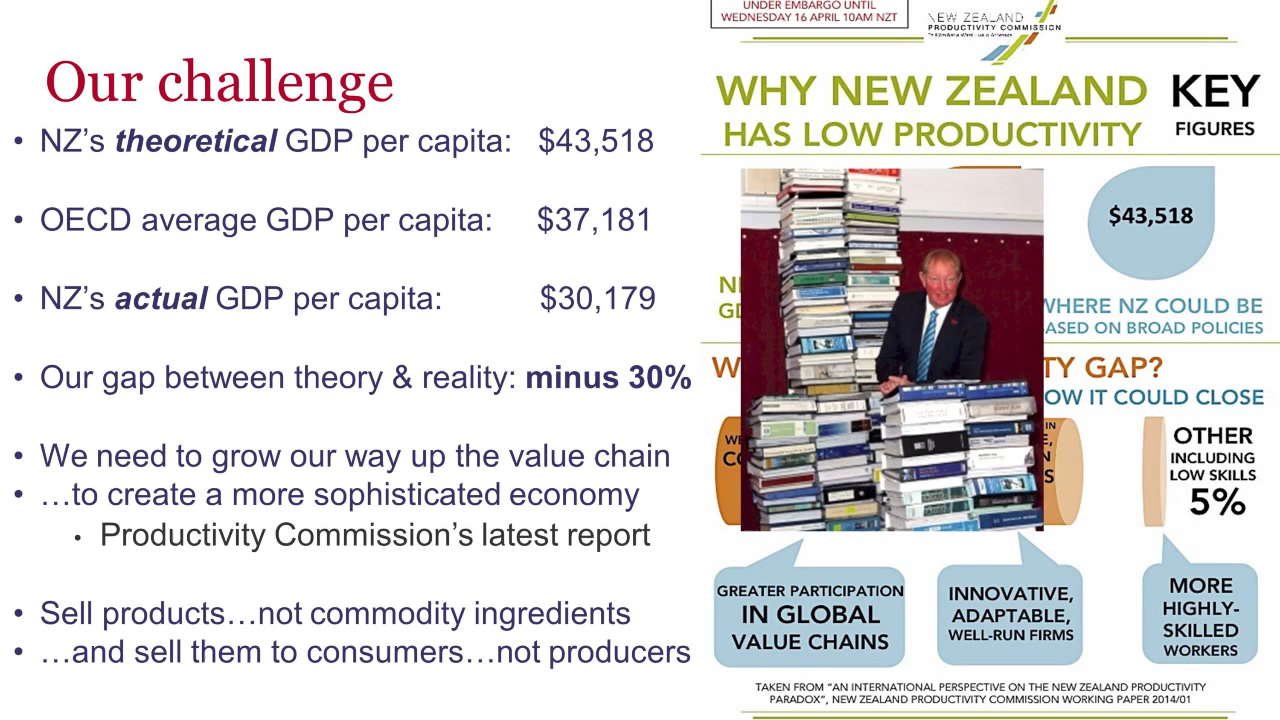 Our challenge
• NZ's theoretical GDP per capita: $43,518
• OECD average GDP per capita: $37,181
• NZ's actual GDP per capita: $30,179
• Our gap between theory & reality: minus 30%
• We need to grow our way up the value chain
• …to create a more sophisticated economy
• Productivity Commission's latest report
• Sell products…not commodity ingredients
• …and sell them to consumers…not producers
UNDER EMBARGO UNTIL
WEDNESDAY 16 APRIL 10AM NZT
NEW ZEALAND
PRODUCTIVITY COMMISSION
WHY NEW ZEALAND
HAS LOW PRODUCTIVITY
KEY
FIGURES
$43,518
WHERE NZ COULD BE
BASED ON BROAD POLICIES
TY GAP?
OW IT COULD CLOSE
OTHER
INCLUDING
LOW SKILLS
5%
GREATER PARTICIPATION
IN GLOBAL
VALUE CHAINS
INNOVATIVE,
ADAPTABLE,
WELL-RUN FIRMS
MORE
HIGHLY-
SKILLED
WORKERS
TAKEN FROM "AN INTERNATIONAL PERSPECTIVE ON THE NEW ZEALAND PRODUCTIVITY
PARADOX", NEW ZEALAND PRODUCTIVITY COMMISSION WORKING PAPER 2014/01